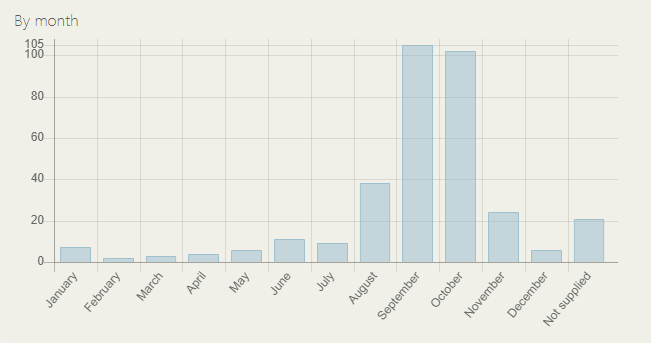 By month
105
100
80
60
40
20
0
January
February
March
April
May
June
July
August
September
October
November
December
Not supplied